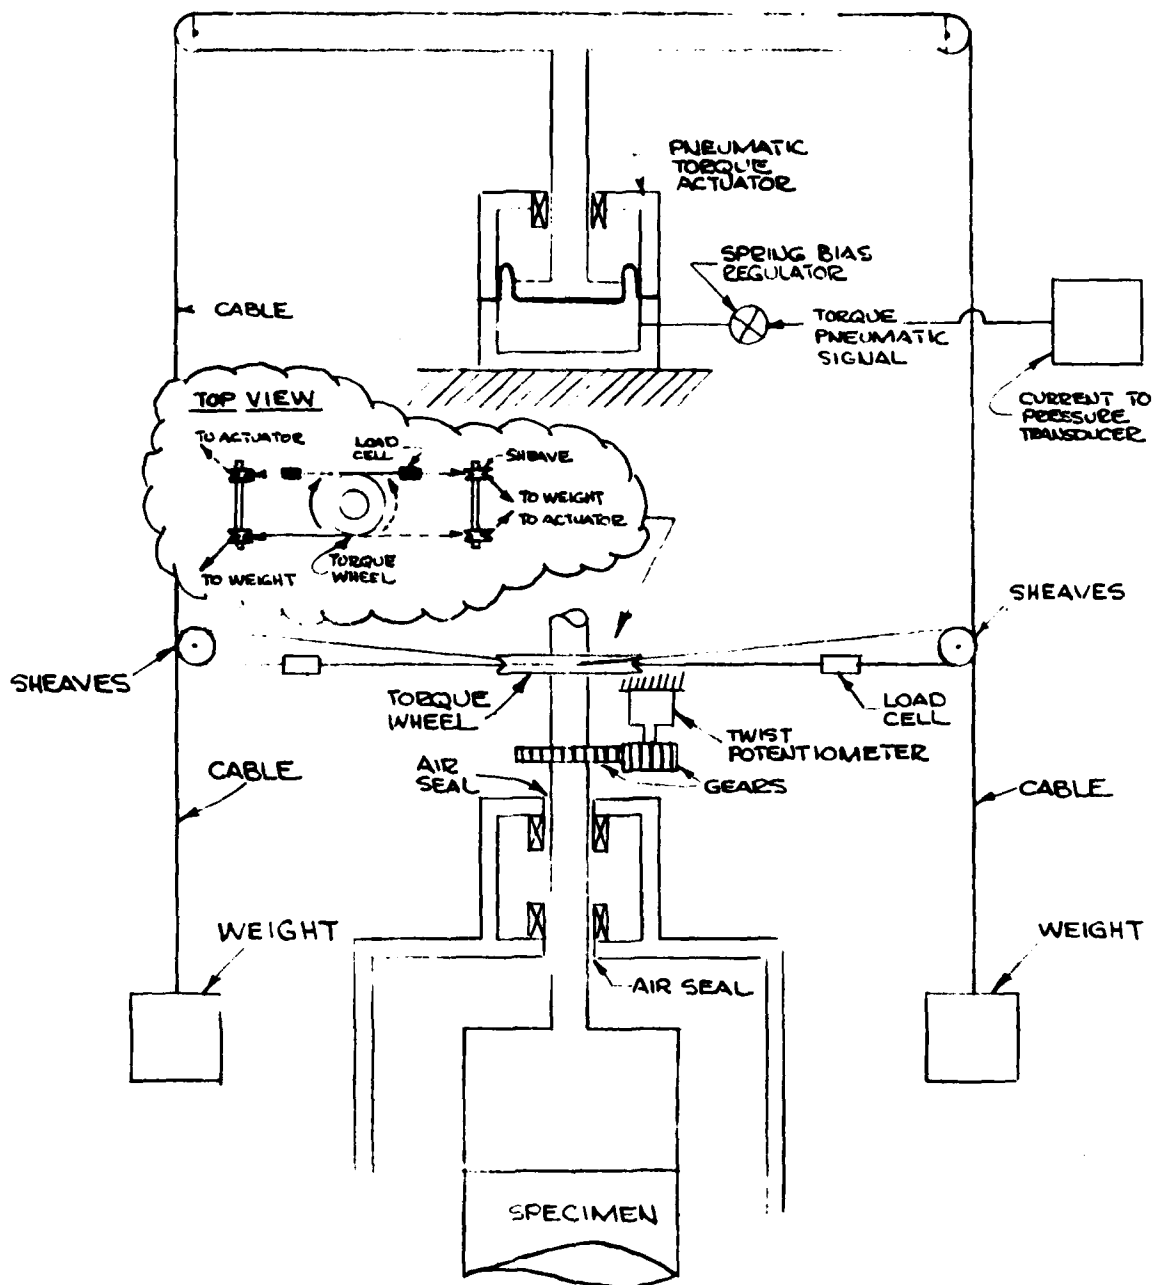 PNEUMATIC
TORQUE
ACTUATOR
SPRING BIAS
REGULATOR
CABLE
TORQUE
PNEUMATIC
SIGNAL
CURRENT TO
PRESSURE
TRANSDUCER
TOP VIEW
TO ACTUATOR
LOAD
CELL
SHEAVE
TO WEIGHT
TO ACTUATOR
TORQUE
WHEEL
TO WEIGHT
SHEAVES
SHEAVES
TORQUE
WHEEL
LOAD
CELL
TWIST
POTENTIOMETER
AIR
SEAL
GEARS
CABLE
CABLE
WEIGHT
WEIGHT
AIR SEAL
SPECIMEN